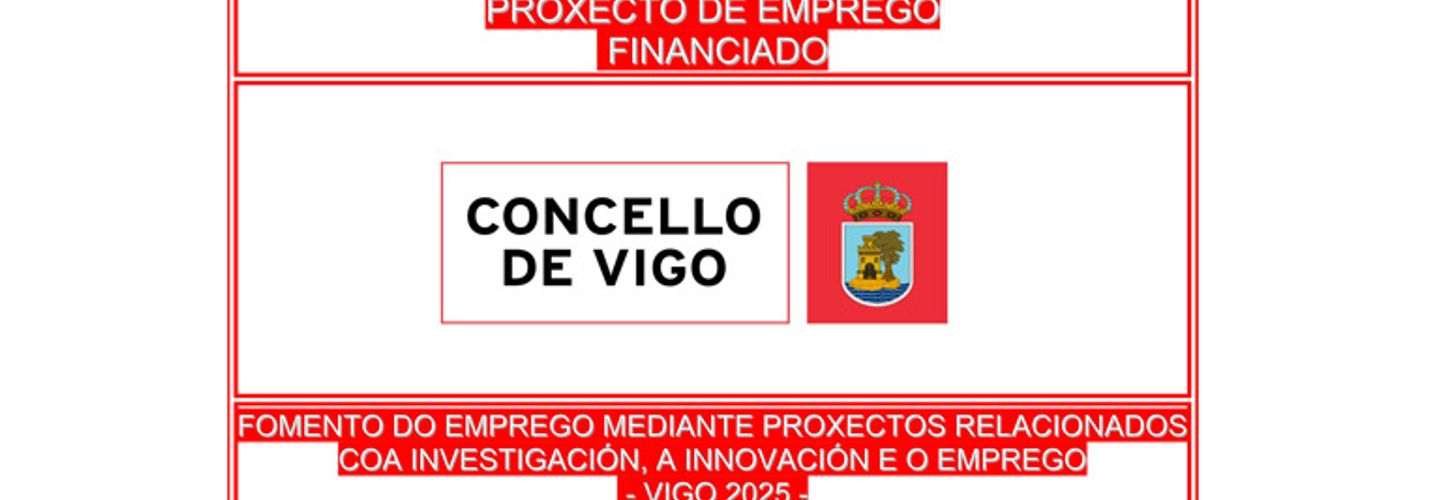 PROXECTO DE EMPREGO
FINANCIADO
CONCELLO
DE VIGO
FOMENTO DO EMPREGO MEDIANTE PROXECTOS RELACIONADOS
COA INVESTIGACIÓN, A INNOVACIÓN E O EMPREGO
- VIGO 2025 -